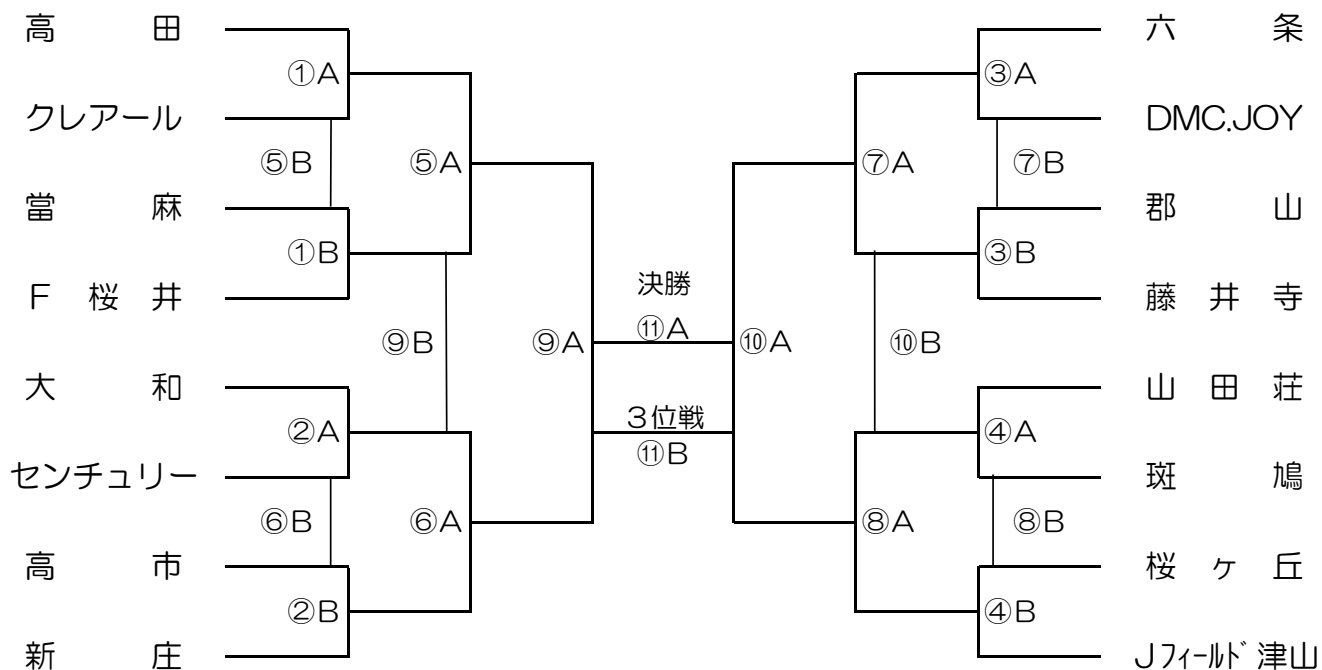 高田 六条
①A ③A
クレアール DMC.JOY
⑤B ⑤A ⑦A ⑦B
當麻 郡山
①B ③B
F桜井 決勝 藤井寺
⑨B ⑨A ⑪A ⑩A ⑩B
大和 山田荘
②A 3位戦 ④A
⑪B
センチュリー 斑鳩
⑥B ⑥A ⑧A ⑧B
高市 桜ヶ丘
②B ④B
新庄 Jフィールド津山